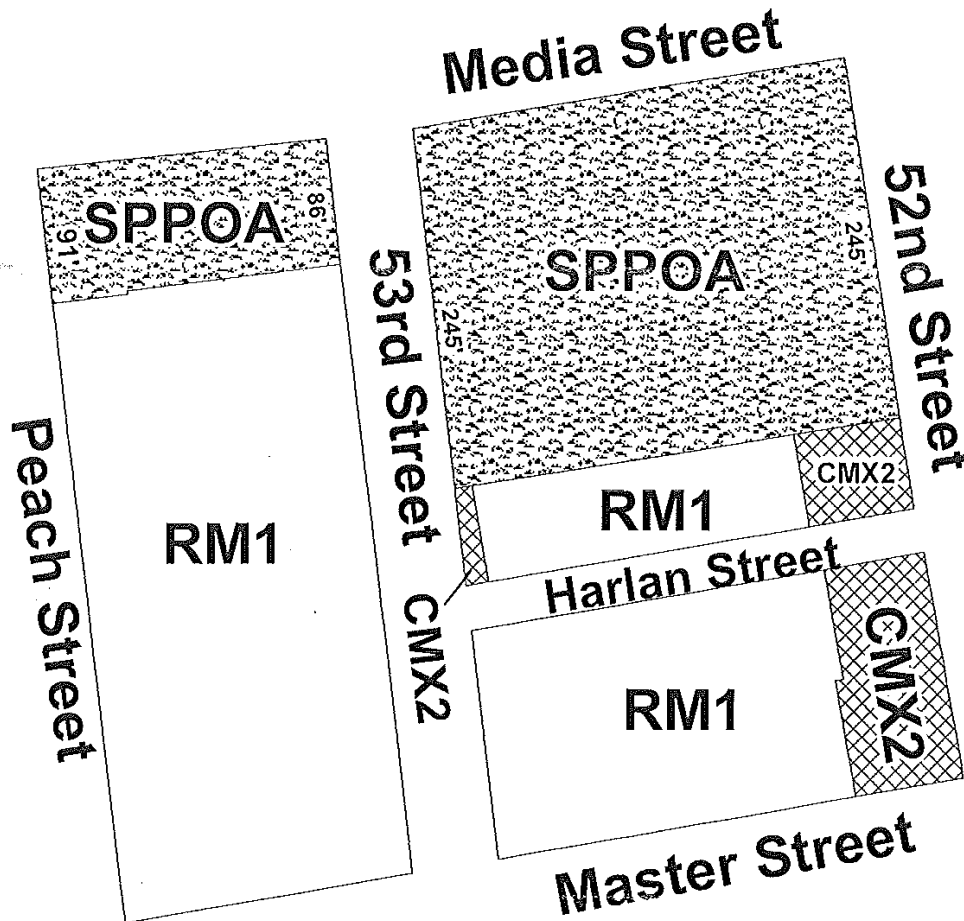 Media Street
SPPOA
91'
86'
53rd Street
SPPOA
245'
245'
52nd Street
Peach Street
RM1
CMX2
RM1
CMX2
Harlan Street
RM1
CMX2
Master Street